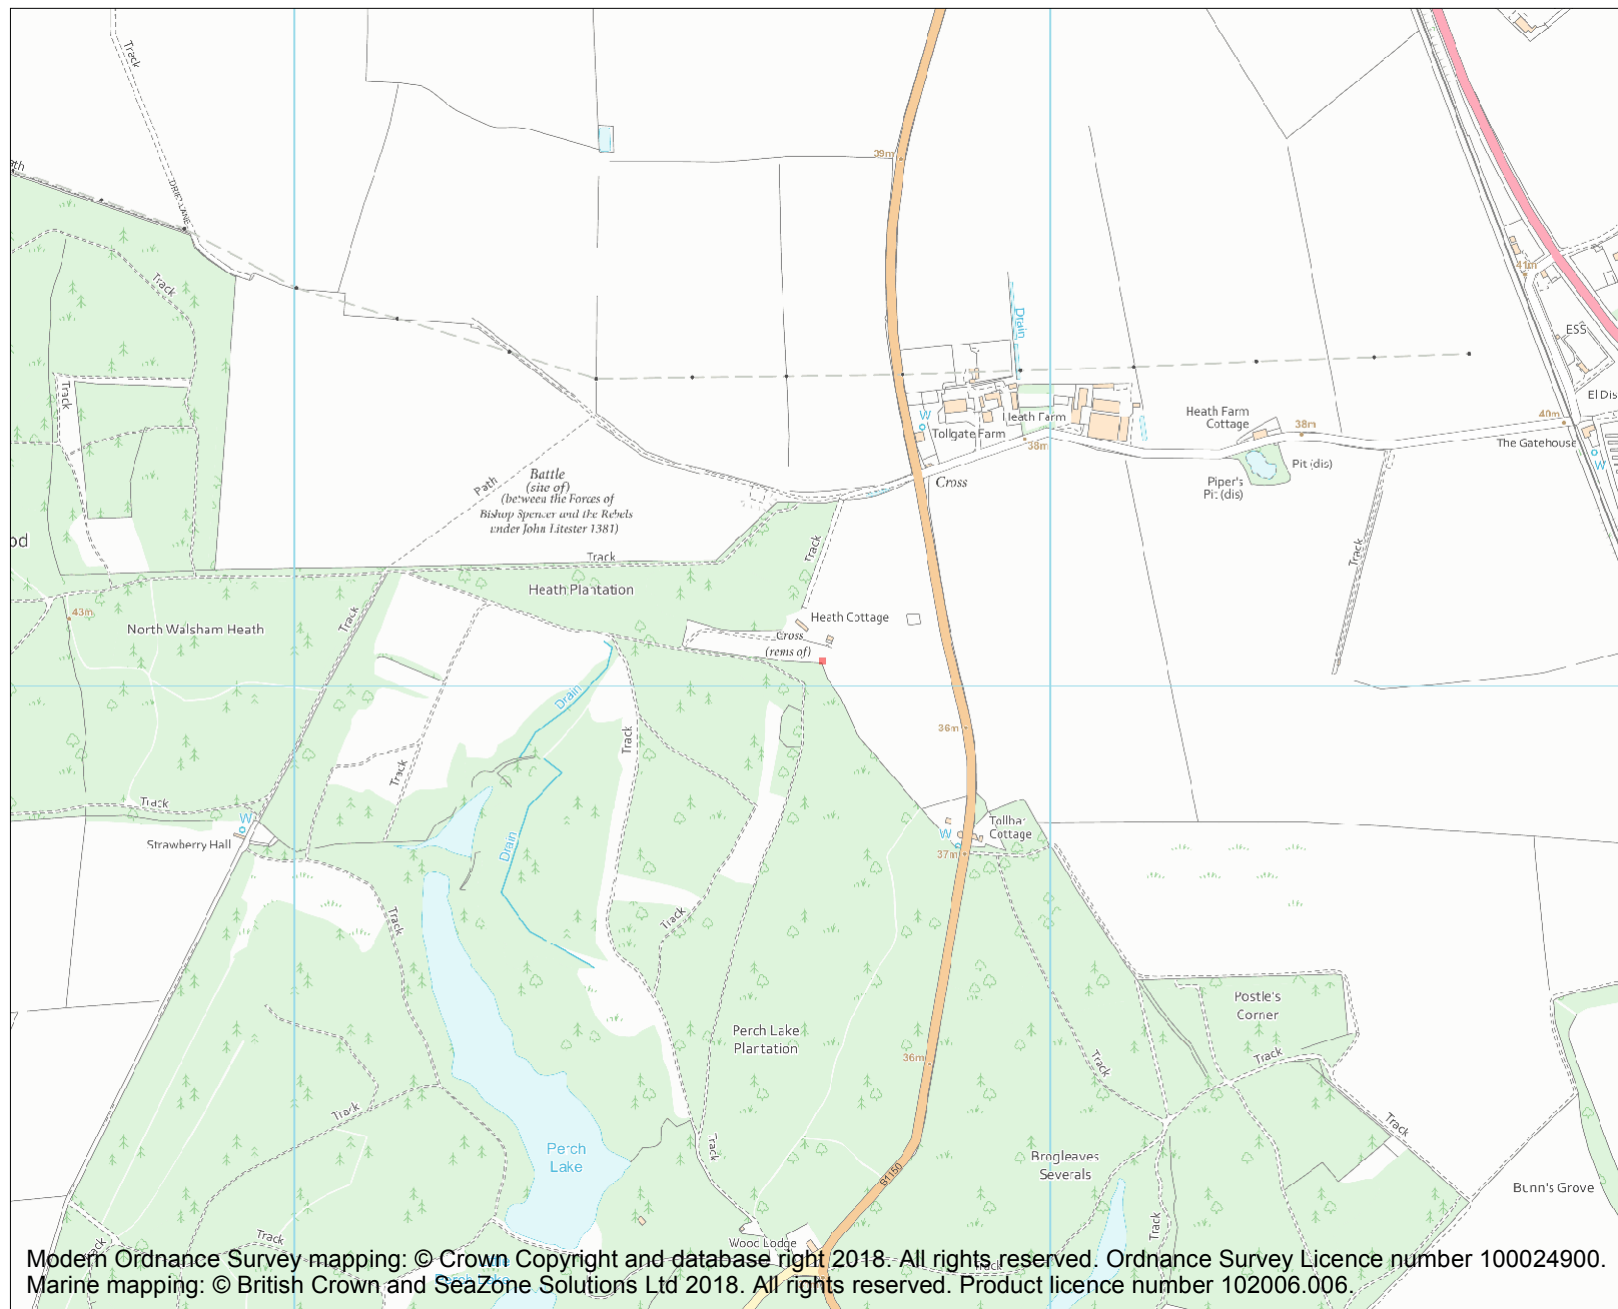 Track
DRIFT LANE
39m
Track
Drain
41m
ESS
Track
Heath Farm
Tollgate Farm
W
38m
Heath Farm
Cottage
38m
40m
The Gatehouse
W
Pit (dis)
Piper's
Pit (dis)
Cross
Path
Battle
(site of)
(between the Forces of
Bishop Spencer and the Rebels
under John Litester 1381)
Track
Track
Track
Heath Plantation
43m
North Walsham Heath
Track
Heath Cottage
Cross
(rems of)
Drain
Track
36m
Track
Track
W
Strawberry Hall
Drain
Tollbar
Cottage
W
37m
Track
Track
Postle's
Corner
Perch Lake
Plantation
36m
Track
Track
Track
Track
Perch
Lake
Track
B1150
Brogleaves
Severals
Bunn's Grove
Track
Track
Track
Wood Lodge
Track
Modern Ordnance Survey mapping: © Crown Copyright and database right 2018. All rights reserved. Ordnance Survey Licence number 100024900.
Marine mapping: © British Crown and SeaZone Solutions Ltd 2018. All rights reserved. Product licence number 102006.006.